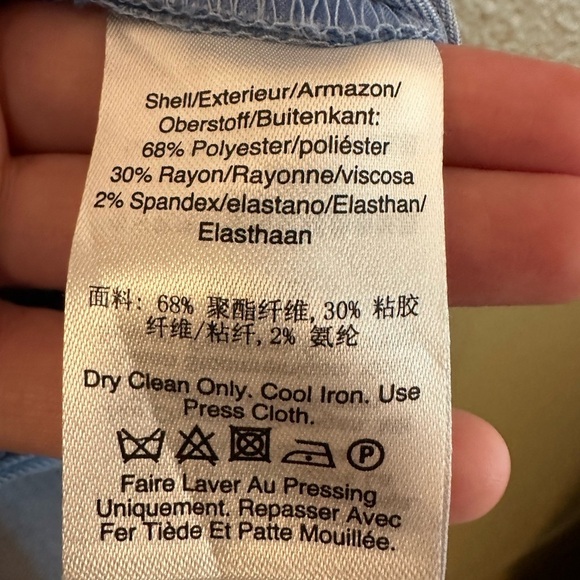 Shell/Exterieur/Armazon/
Oberstoff/Buitenkant:
68% Polyester/poliéster
30% Rayon/Rayonne/viscosa
2% Spandex/elastano/Elasthan/
Elasthaan
面料: 68% 聚酯纤维, 30% 粘胶
纤维/粘纤, 2% 氨纶
Dry Clean Only. Cool Iron. Use
Press Cloth.
P
Faire Laver Au Pressing
Uniquement. Repasser Avec
Fer Tiède Et Patte Mouillée.